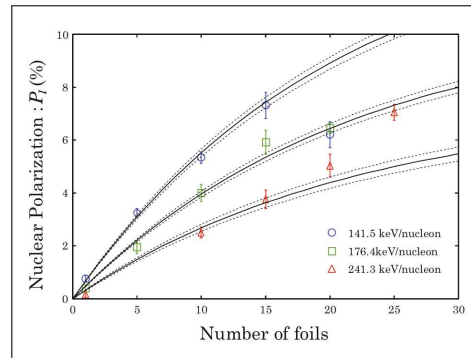 Nuclear Polarization : P_I (%)
10
8
6
4
2
0
0 5 10 15 20 25 30
Number of foils
141.5 keV/nucleon
176.4keV/nucleon
241.3 keV/nucleon